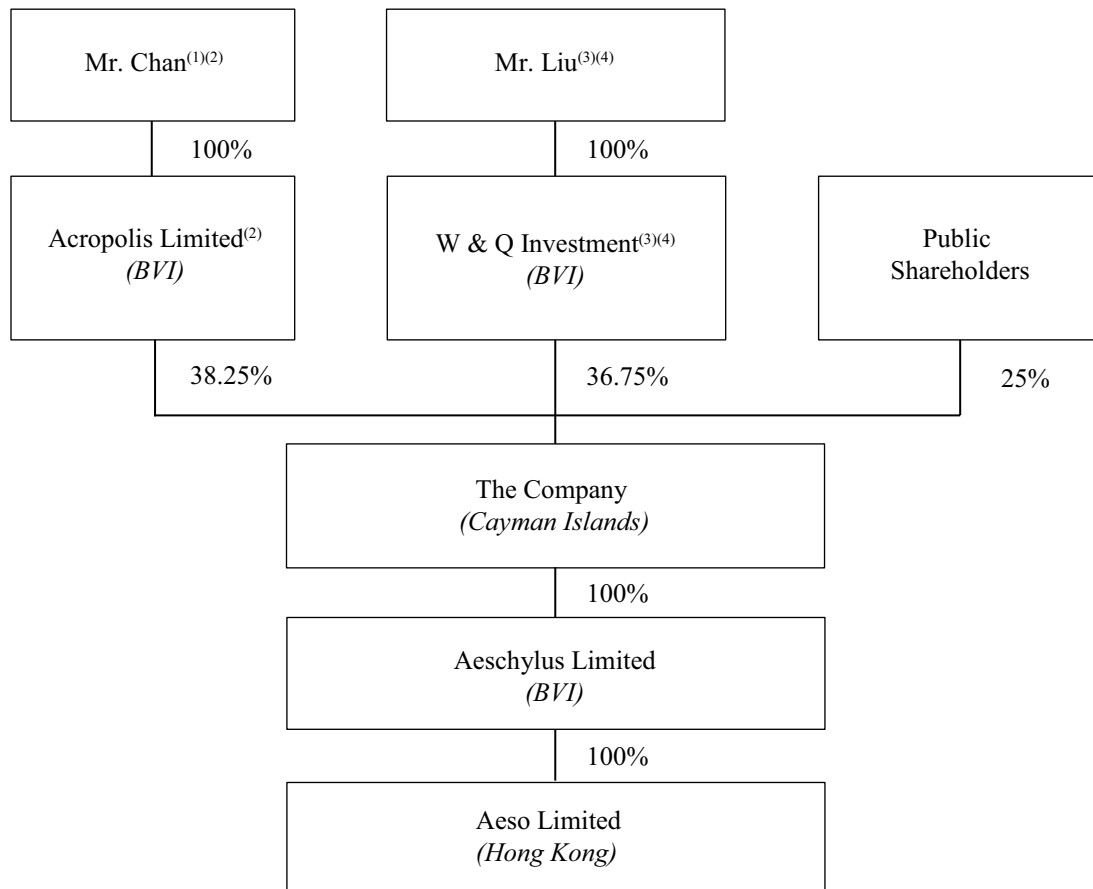 Mr. Chan(1)(2)
Mr. Liu(3)(4)
100%
100%
Acropolis Limited(2)
(BVI)
W & Q Investment(3)(4)
(BVI)
Public
Shareholders
38.25%
36.75%
25%
The Company
(Cayman Islands)
100%
Aeschylus Limited
(BVI)
100%
Aeso Limited
(Hong Kong)